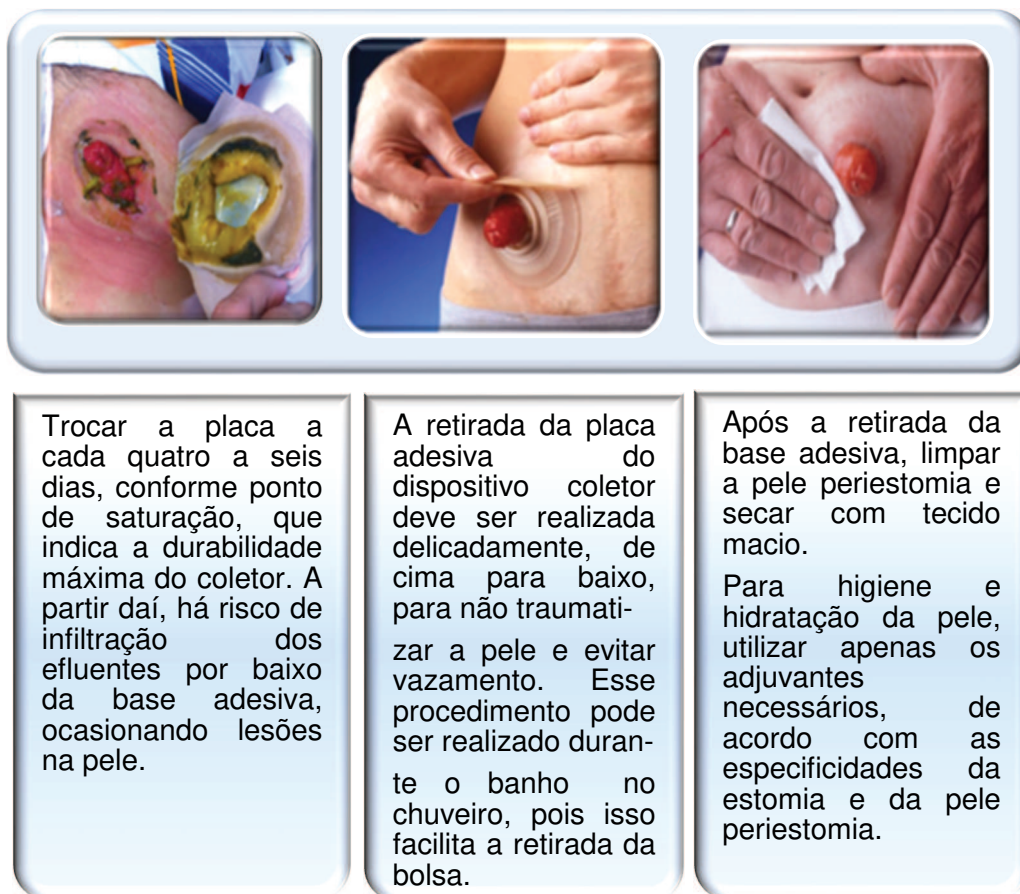 Trocar a placa a
cada quatro a seis
dias, conforme ponto
de saturação, que
indica a durabilidade
máxima do coletor. A
partir daí, há risco de
infiltração dos
efluentes por baixo
da base adesiva,
ocasionando lesões
na pele.
A retirada da placa
adesiva do
dispositivo coletor
deve ser realizada
delicadamente, de
cima para baixo,
para não traumati-
zar a pele e evitar
vazamento. Esse
procedimento pode
ser realizado duran-
te o banho no
chuveiro, pois isso
facilita a retirada da
bolsa.
Após a retirada da
base adesiva, limpar
a pele periestomia e
secar com tecido
macio.
Para higiene e
hidratação da pele,
utilizar apenas os
adjuvantes
necessários, de
acordo com as
especificidades da
estomia e da pele
periestomia.